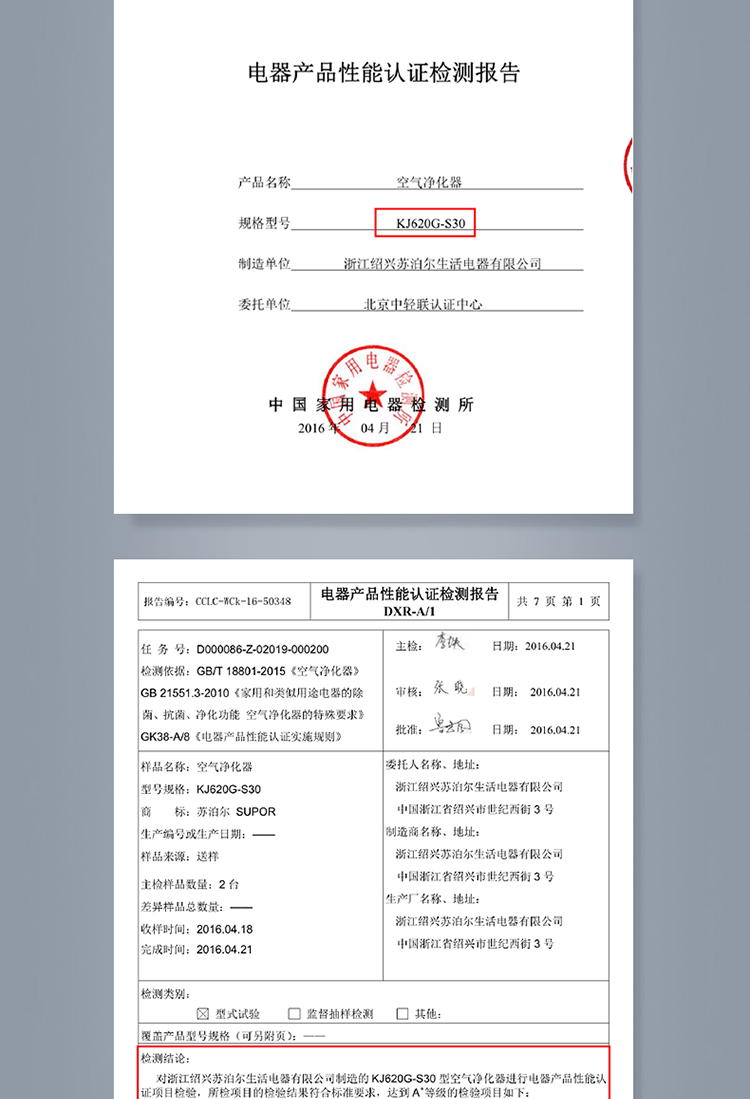 电器产品性能认证检测报告
产品名称 空气净化器
规格型号 KJ620G-S30
制造单位 浙江绍兴苏泊尔生活电器有限公司
委托单位 北京中轻联认证中心
中国家用电器检测所
中国家用电器检测所
2016 年 04 月 21 日
报告编号：CCLC-WCk-16-50348
电器产品性能认证检测报告
DXR-A/1
共 7 页 第 1 页
任 务 号：D000086-Z-02019-000200
检测依据：GB/T 18801-2015《空气净化器》
GB 21551.3-2010《家用和类似用途电器的除
菌、抗菌、净化功能 空气净化器的特殊要求》
GK38-A/8《电器产品性能认证实施规则》
主检： 日期：2016.04.21
审核：张晓 日期：2016.04.21
批准： 日期：2016.04.21
样品名称：空气净化器
型号规格：KJ620G-S30
商 标：苏泊尔 SUPOR
生产编号或生产日期：——
样品来源：送样
主检样品数量：2 台
差异样品总数量：——
收样时间：2016.04.18
完成时间：2016.04.21
委托人名称、地址：
浙江绍兴苏泊尔生活电器有限公司
中国浙江省绍兴市世纪西街 3 号
制造商名称、地址：
浙江绍兴苏泊尔生活电器有限公司
中国浙江省绍兴市世纪西街 3 号
生产厂名称、地址：
浙江绍兴苏泊尔生活电器有限公司
中国浙江省绍兴市世纪西街 3 号
检测类别：
☒ 型式试验 ☐ 监督抽样检测 ☐ 其他：
覆盖产品型号规格（可另附页）：——
检测结论：
对浙江绍兴苏泊尔生活电器有限公司制造的 KJ620G-S30 型空气净化器进行电器产品性能认
证项目检验，所检项目的检验结果符合标准要求，达到 A⁺等级的检验项目如下：